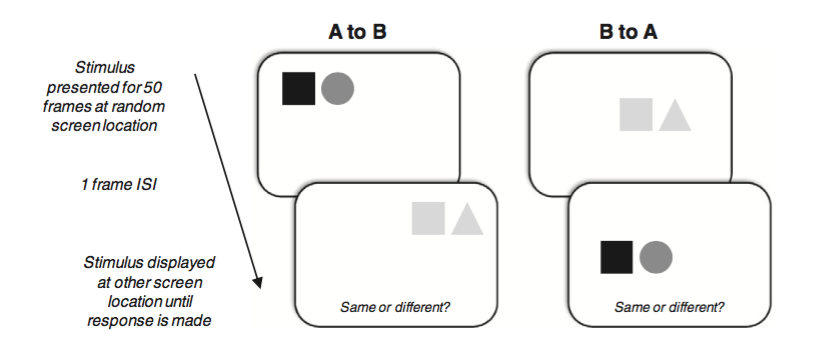 A to B
B to A
Stimulus
presented for 50
frames at random
screen location
1 frame ISI
Stimulus displayed
at other screen
location until
response is made
Same or different?
Same or different?